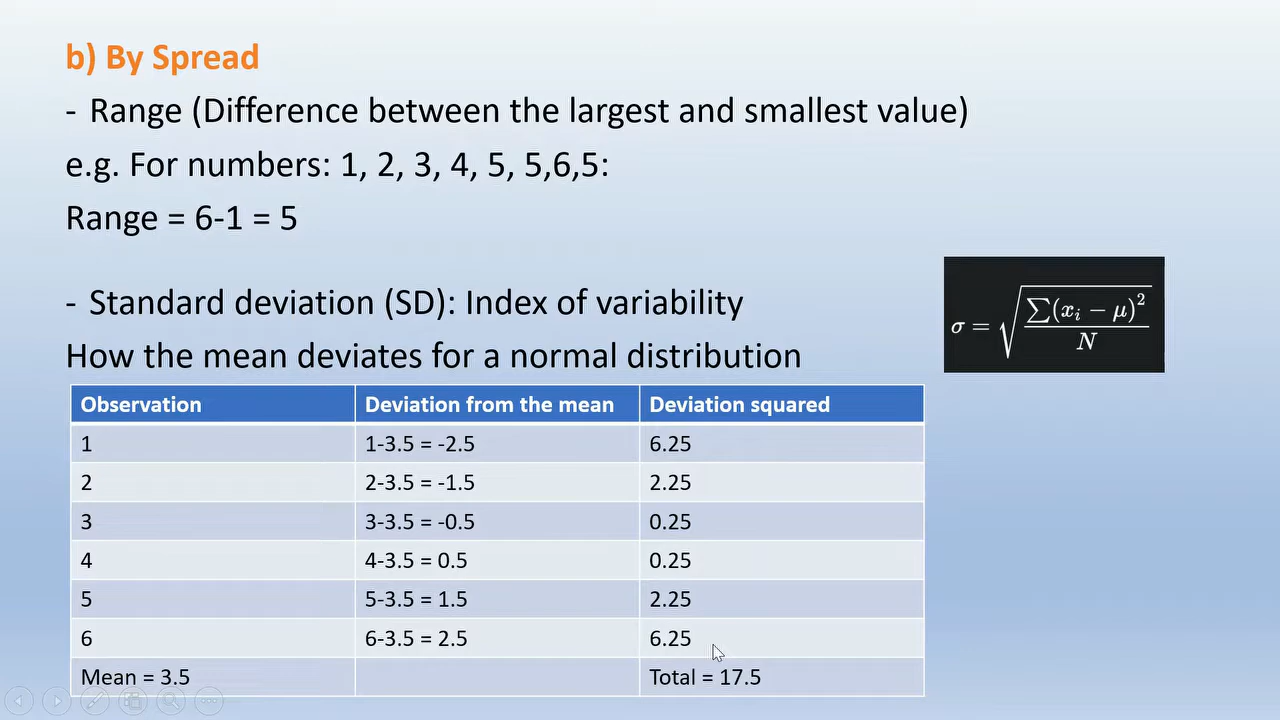 b) By Spread
- Range (Difference between the largest and smallest value)
e.g. For numbers: 1, 2, 3, 4, 5, 5,6,5:
Range = 6-1 = 5
- Standard deviation (SD): Index of variability
How the mean deviates for a normal distribution
σ = √(∑(xᵢ − μ)² / N)
Observation Deviation from the mean Deviation squared
1 1-3.5 = -2.5 6.25
2 2-3.5 = -1.5 2.25
3 3-3.5 = -0.5 0.25
4 4-3.5 = 0.5 0.25
5 5-3.5 = 1.5 2.25
6 6-3.5 = 2.5 6.25
Mean = 3.5 Total = 17.5